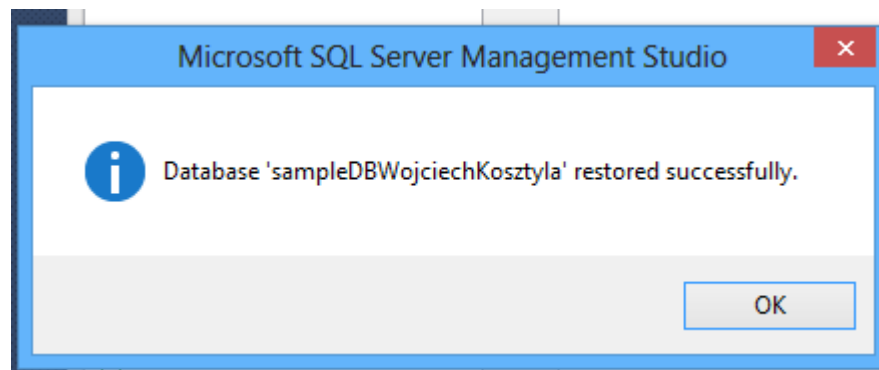 Microsoft SQL Server Management Studio
Database 'sampleDBWojciechKosztyla' restored successfully.
OK